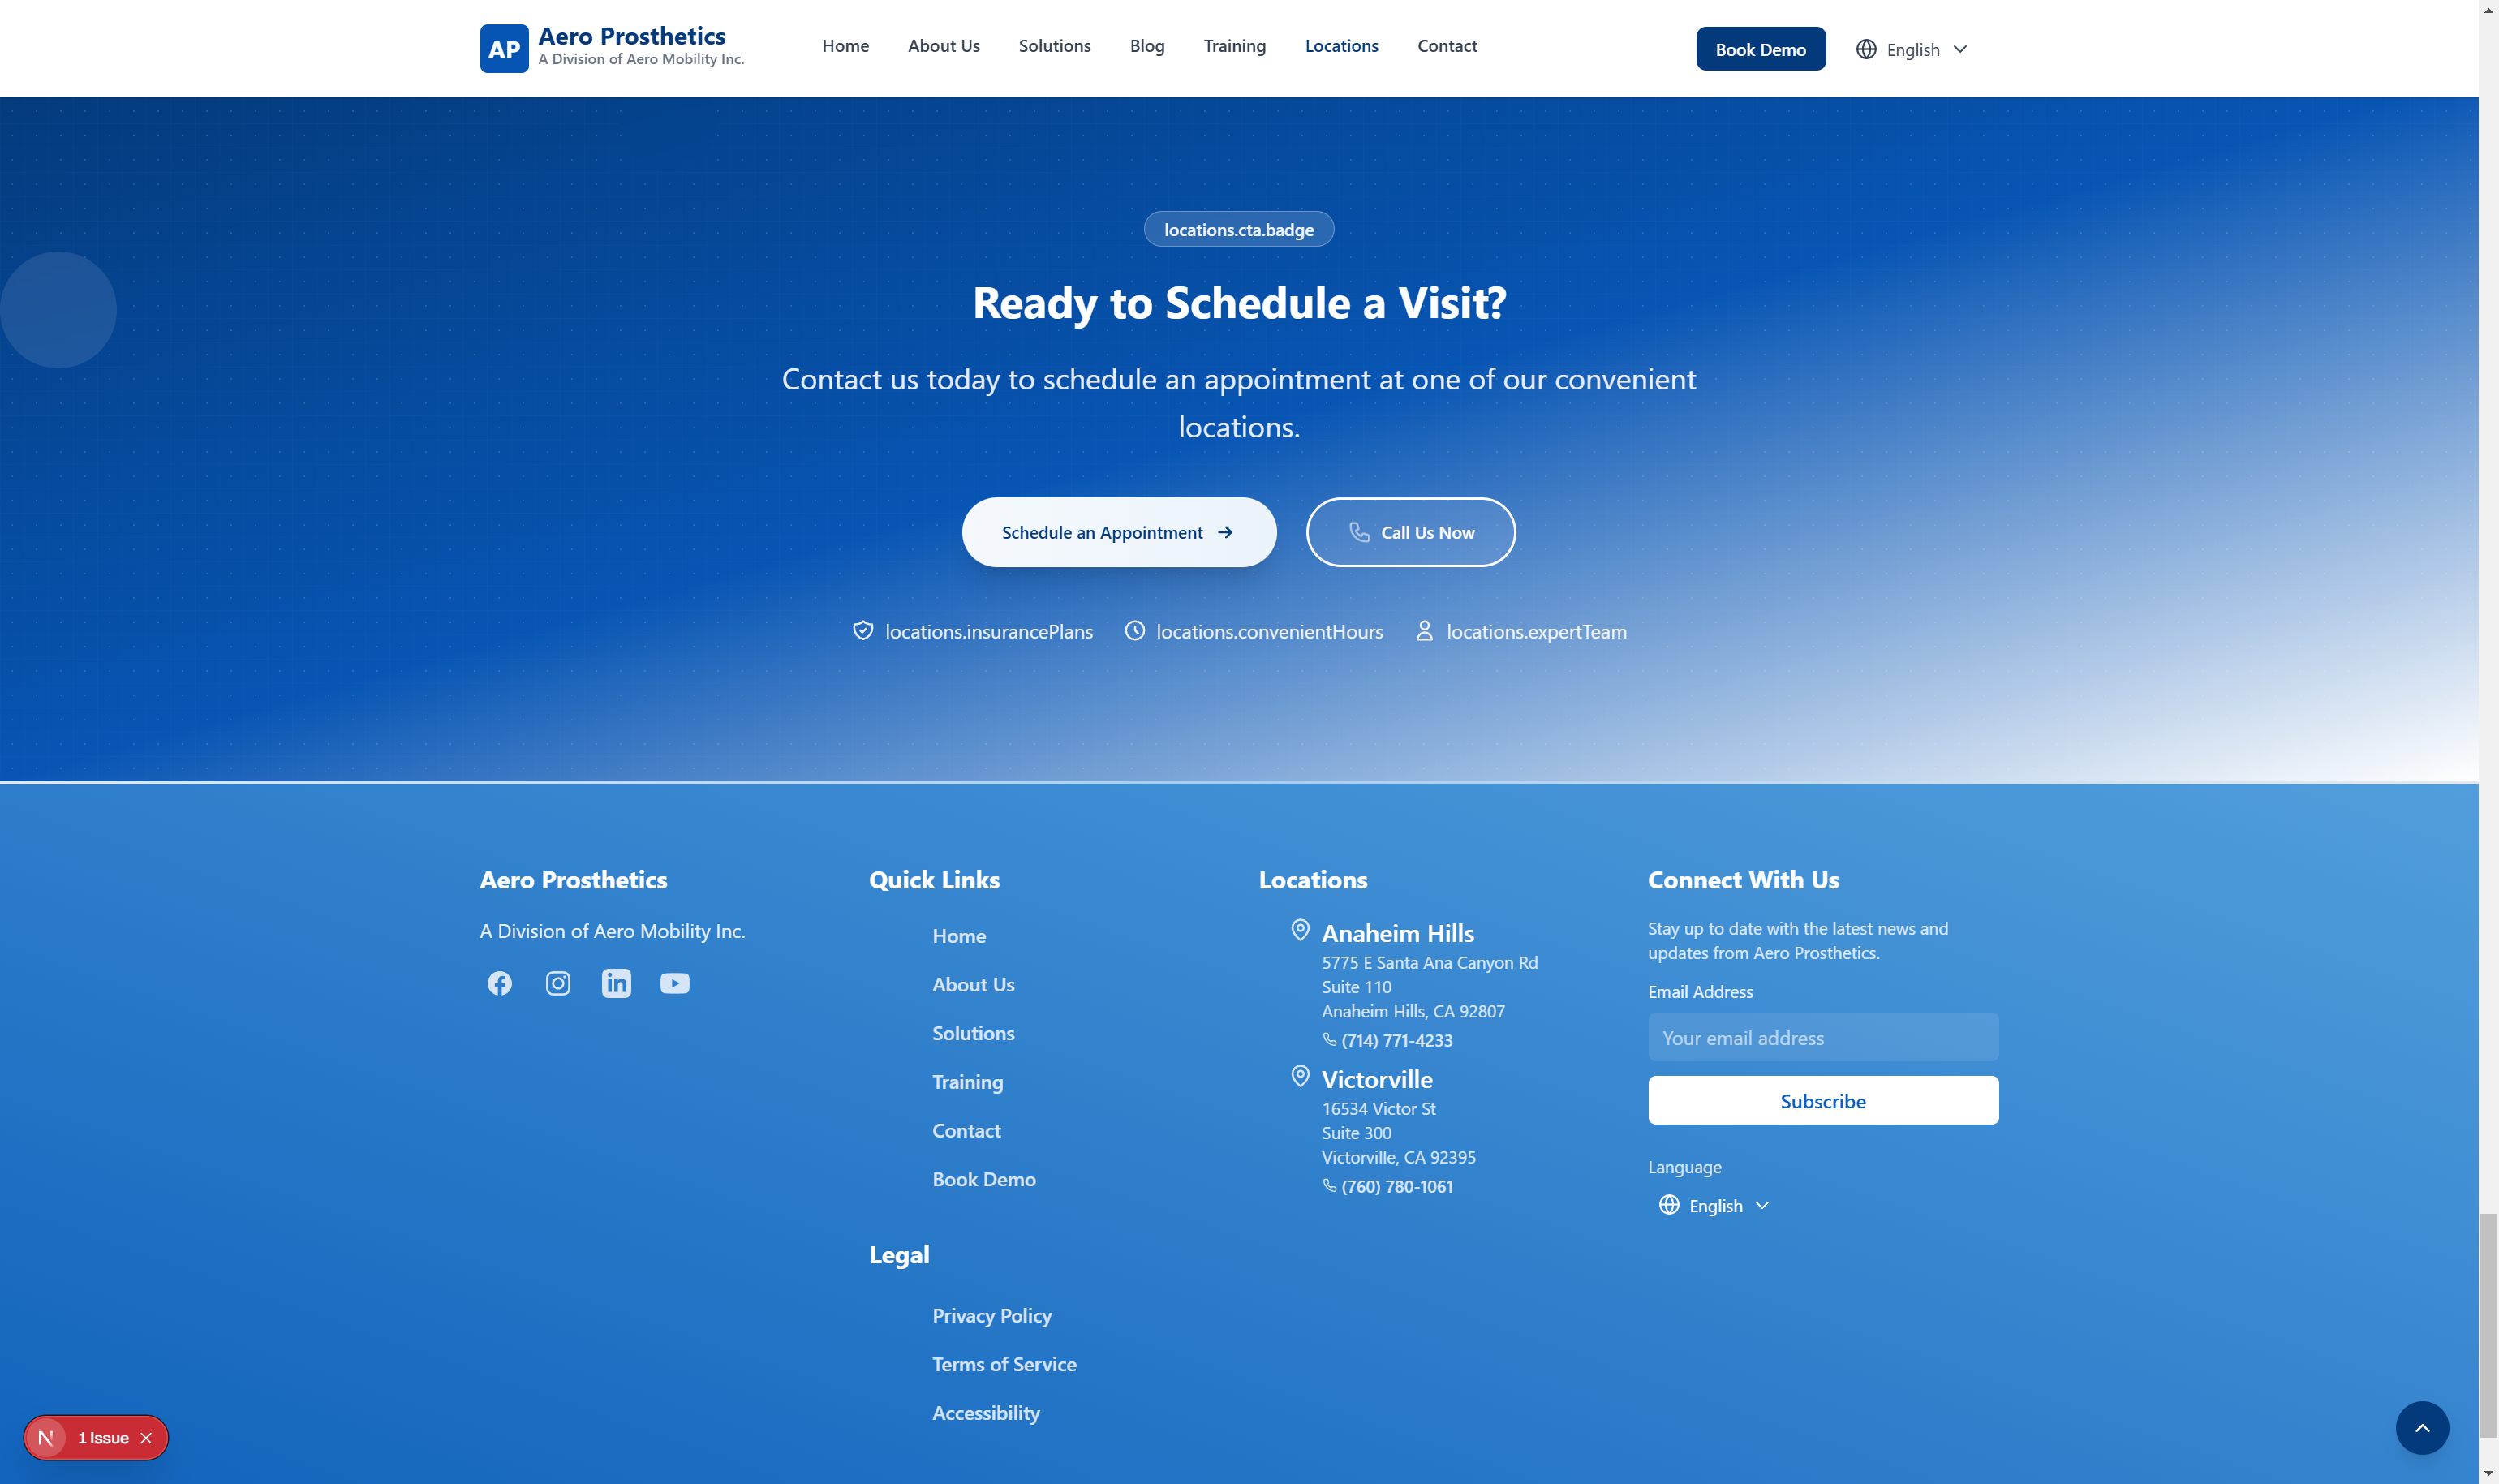 AP
Aero Prosthetics
A Division of Aero Mobility Inc.
Home
About Us
Solutions
Blog
Training
Locations
Contact
Book Demo
English
locations.cta.badge
Ready to Schedule a Visit?
Contact us today to schedule an appointment at one of our convenient
locations.
Schedule an Appointment
Call Us Now
locations.insurancePlans
locations.convenientHours
locations.expertTeam
Aero Prosthetics
A Division of Aero Mobility Inc.
Quick Links
Home
About Us
Solutions
Training
Contact
Book Demo
Legal
Privacy Policy
Terms of Service
Accessibility
Locations
Anaheim Hills
5775 E Santa Ana Canyon Rd
Suite 110
Anaheim Hills, CA 92807
(714) 771-4233
Victorville
16534 Victor St
Suite 300
Victorville, CA 92395
(760) 780-1061
Connect With Us
Stay up to date with the latest news and
updates from Aero Prosthetics.
Email Address
Your email address
Subscribe
Language
English
N
1 Issue